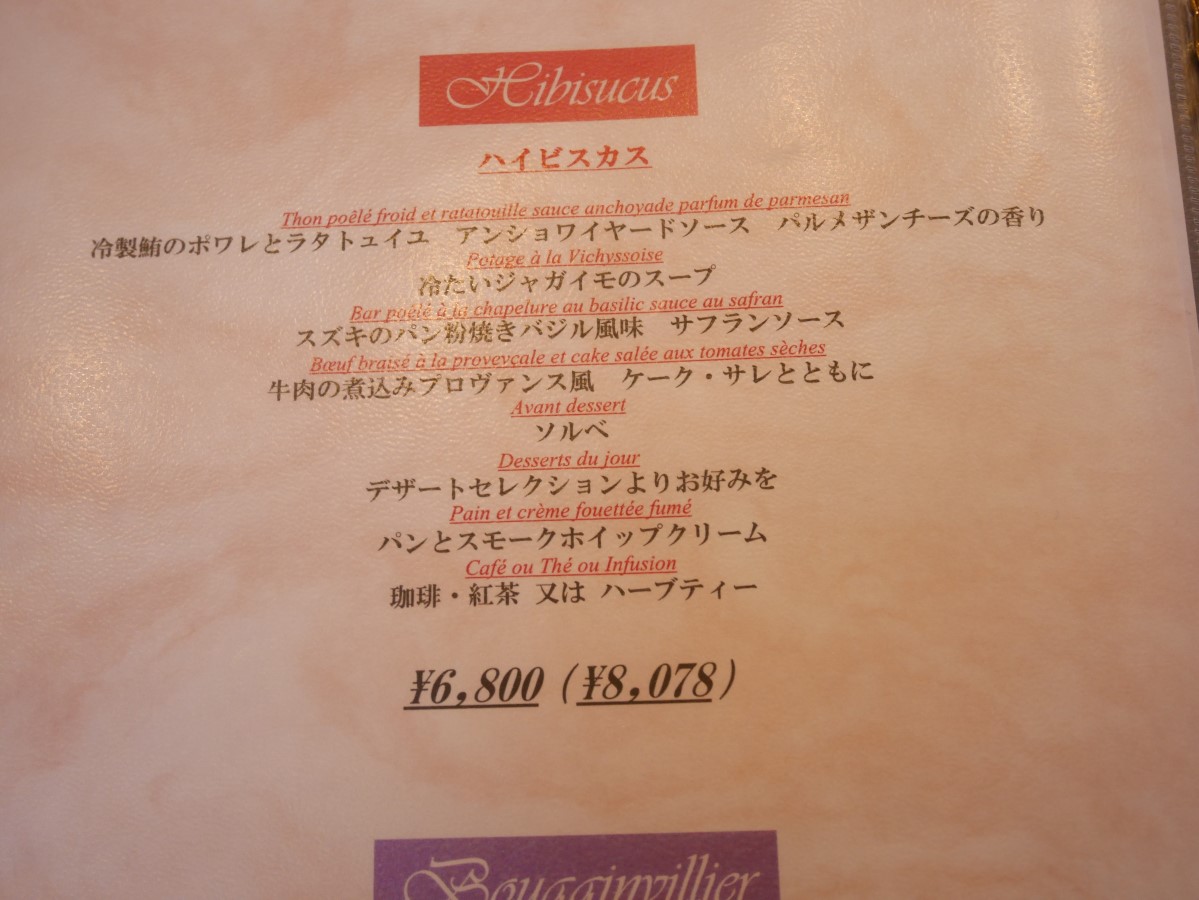 Hibisucus
ハイビスカス
Thon poêlé froid et ratatouille sauce anchoyade parfum de parmesan
冷製鮪のポワレとラタトュイユ　アンショワイヤードソース　パルメザンチーズの香り
Potage à la Vichyssoise
冷たいジャガイモのスープ
Bar poêlé à la chapelure au basilic sauce au safran
スズキのパン粉焼きバジル風味　サフランソース
Bœuf braisé à la provevçale et cake salée aux tomates sèches
牛肉の煮込みプロヴァンス風　ケーク・サレとともに
Avant dessert
ソルベ
Desserts du jour
デザートセレクションよりお好みを
Pain et crème fouettée fumé
パンとスモークホイップクリーム
Café ou Thé ou Infusion
珈琲・紅茶 又は ハーブティー
¥6,800 (¥8,078)
Bougginvillier